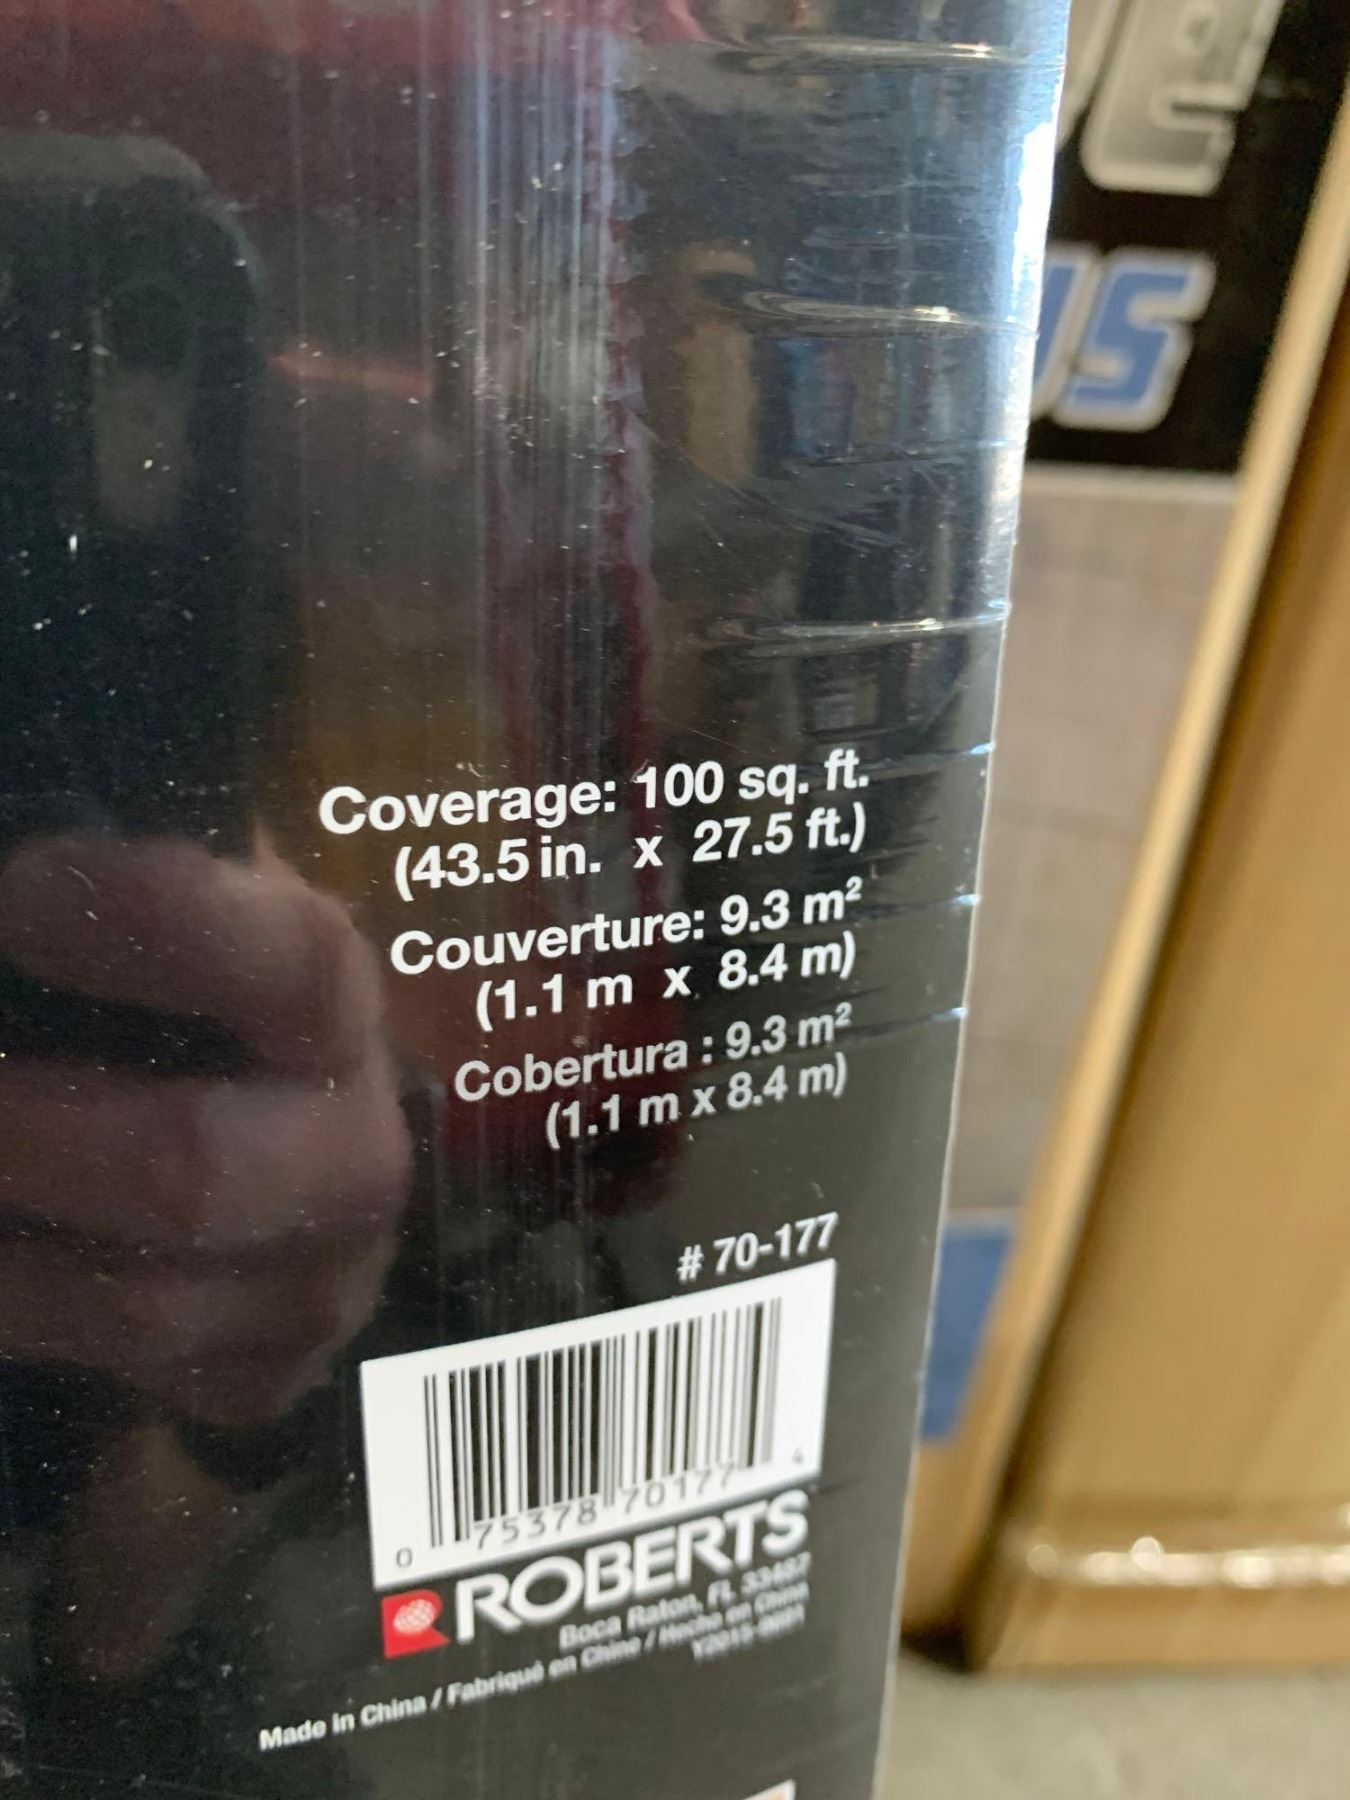 US
Coverage: 100 sq. ft.
(43.5 in. x 27.5 ft.)
Couverture: 9.3 m²
(1.1 m x 8.4 m)
Cobertura : 9.3 m²
(1.1 m x 8.4 m)
# 70-177
0 75378 70177 4
ROBERTS
Boca Raton, FL 33487
Made in China / Fabriqué en Chine / Hecho en China